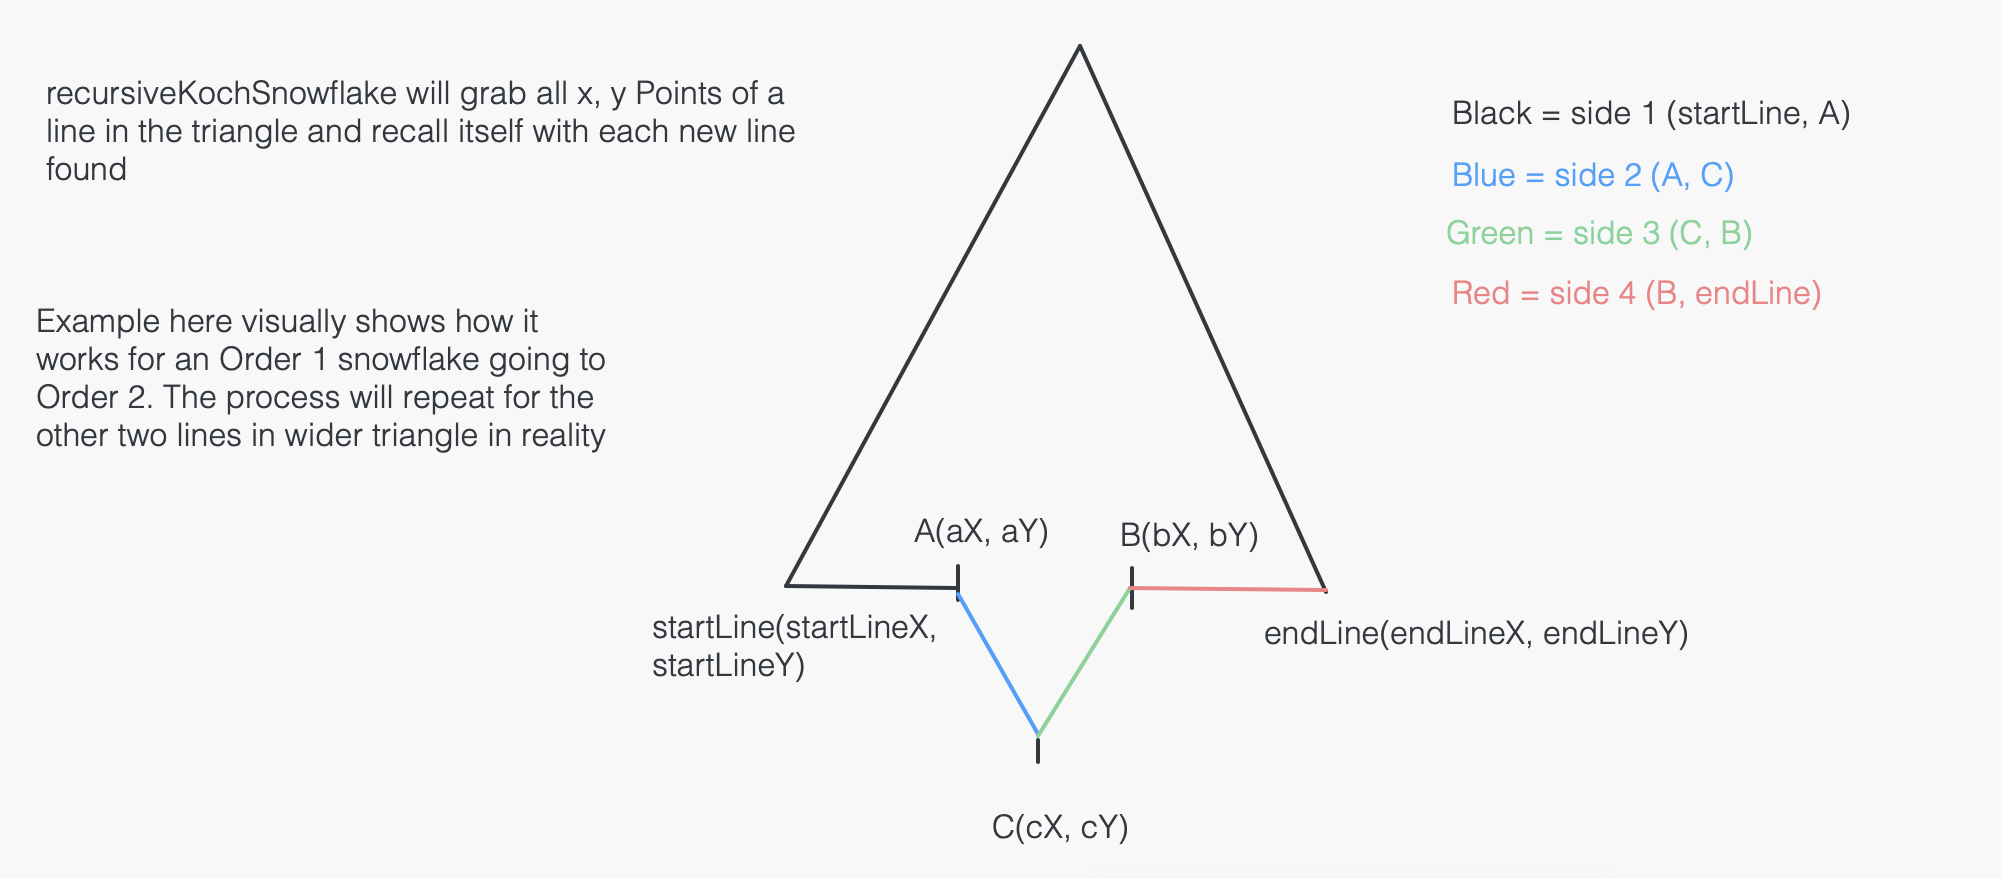 recursiveKochSnowflake will grab all x, y Points of a
line in the triangle and recall itself with each new line
found
Example here visually shows how it
works for an Order 1 snowflake going to
Order 2. The process will repeat for the
other two lines in wider triangle in reality
Black = side 1 (startLine, A)
Blue = side 2 (A, C)
Green = side 3 (C, B)
Red = side 4 (B, endLine)
A(aX, aY)
B(bX, bY)
startLine(startLineX,
startLineY)
endLine(endLineX, endLineY)
C(cX, cY)